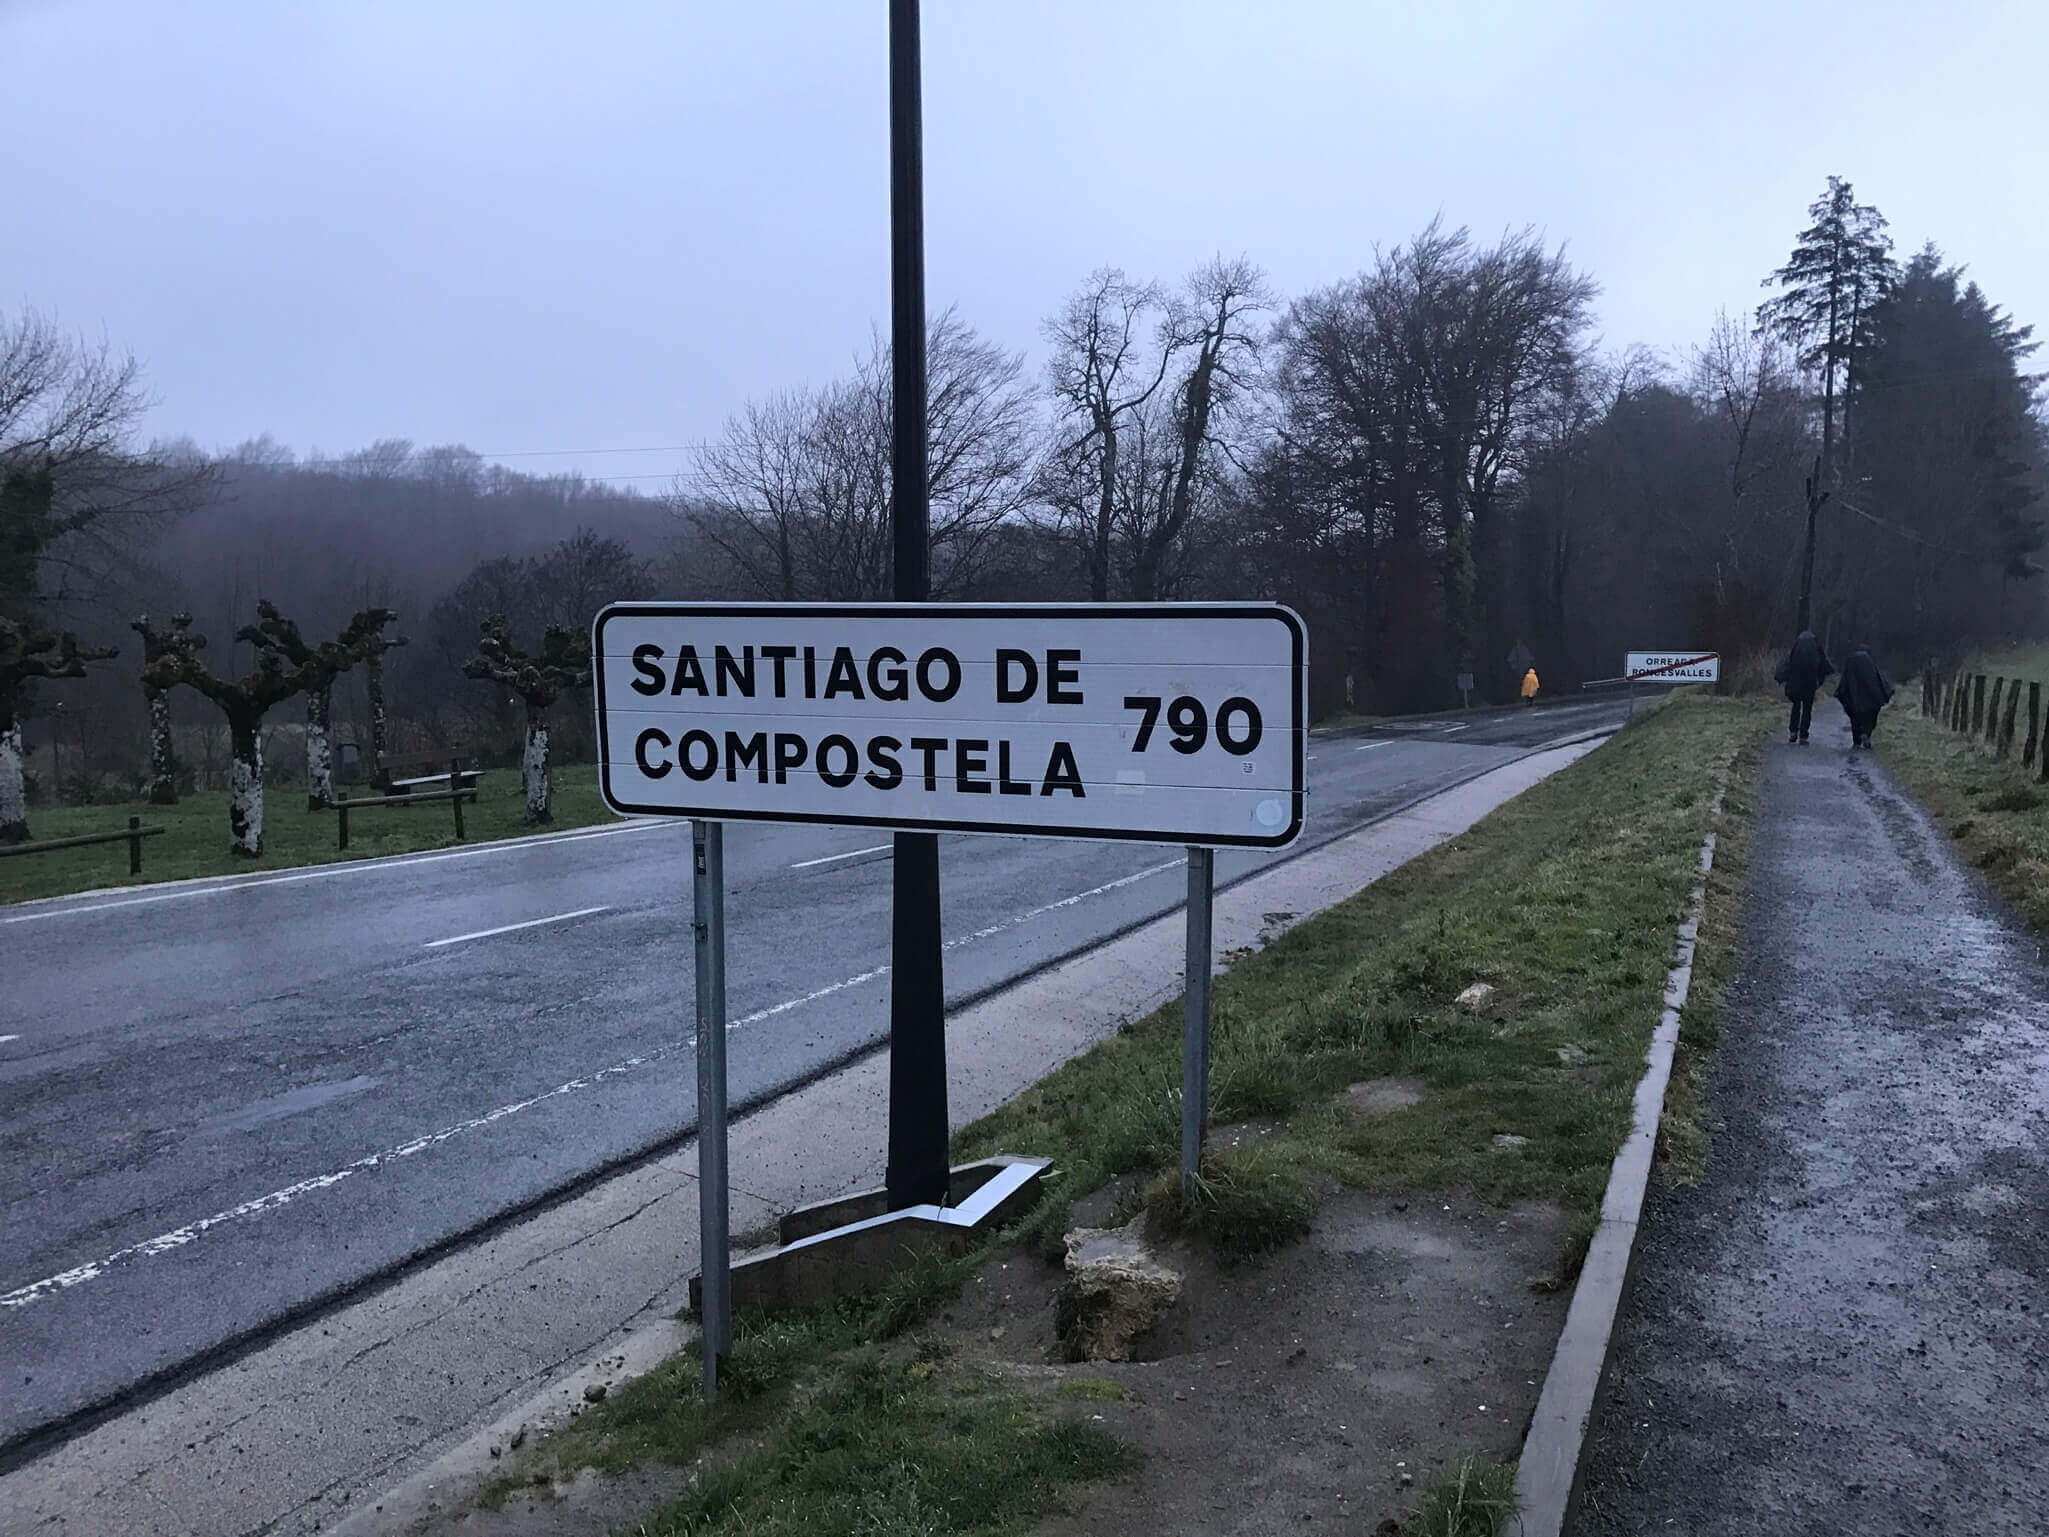 SANTIAGO DE
COMPOSTELA
790
ORREAGA
RONCESVALLES